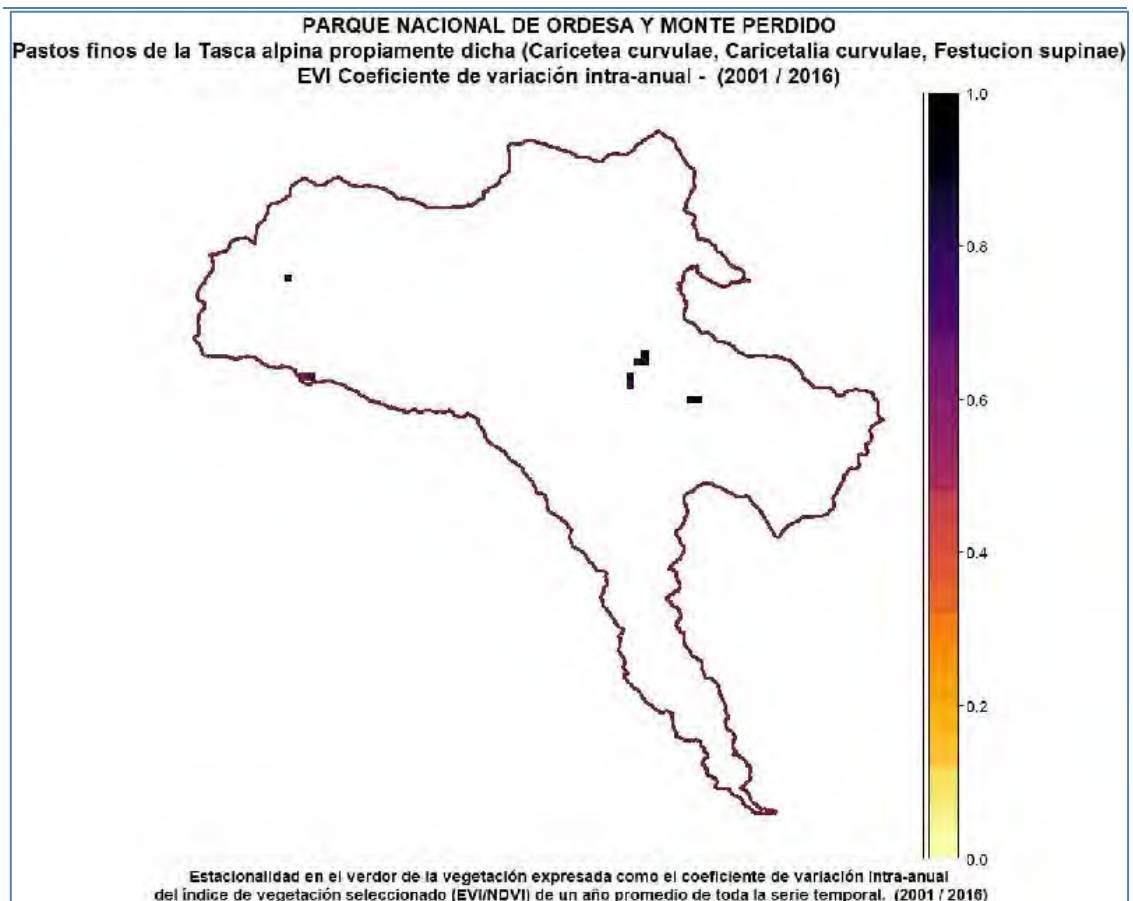 PARQUE NACIONAL DE ORDESA Y MONTE PERDIDO
Pastos finos de la Tasca alpina propiamente dicha (Caricetea curvulae, Caricetalia curvulae, Festucion supinae)
EVI Coeficiente de variación intra-anual - (2001 / 2016)
1.0
0.8
0.6
0.4
0.2
0.0
Estacionalidad en el verdor de la vegetación expresada como el coeficiente de variación intra-anual
del índice de vegetación seleccionado (EVI/NDVI) de un año promedio de toda la serie temporal. (2001 / 2016)